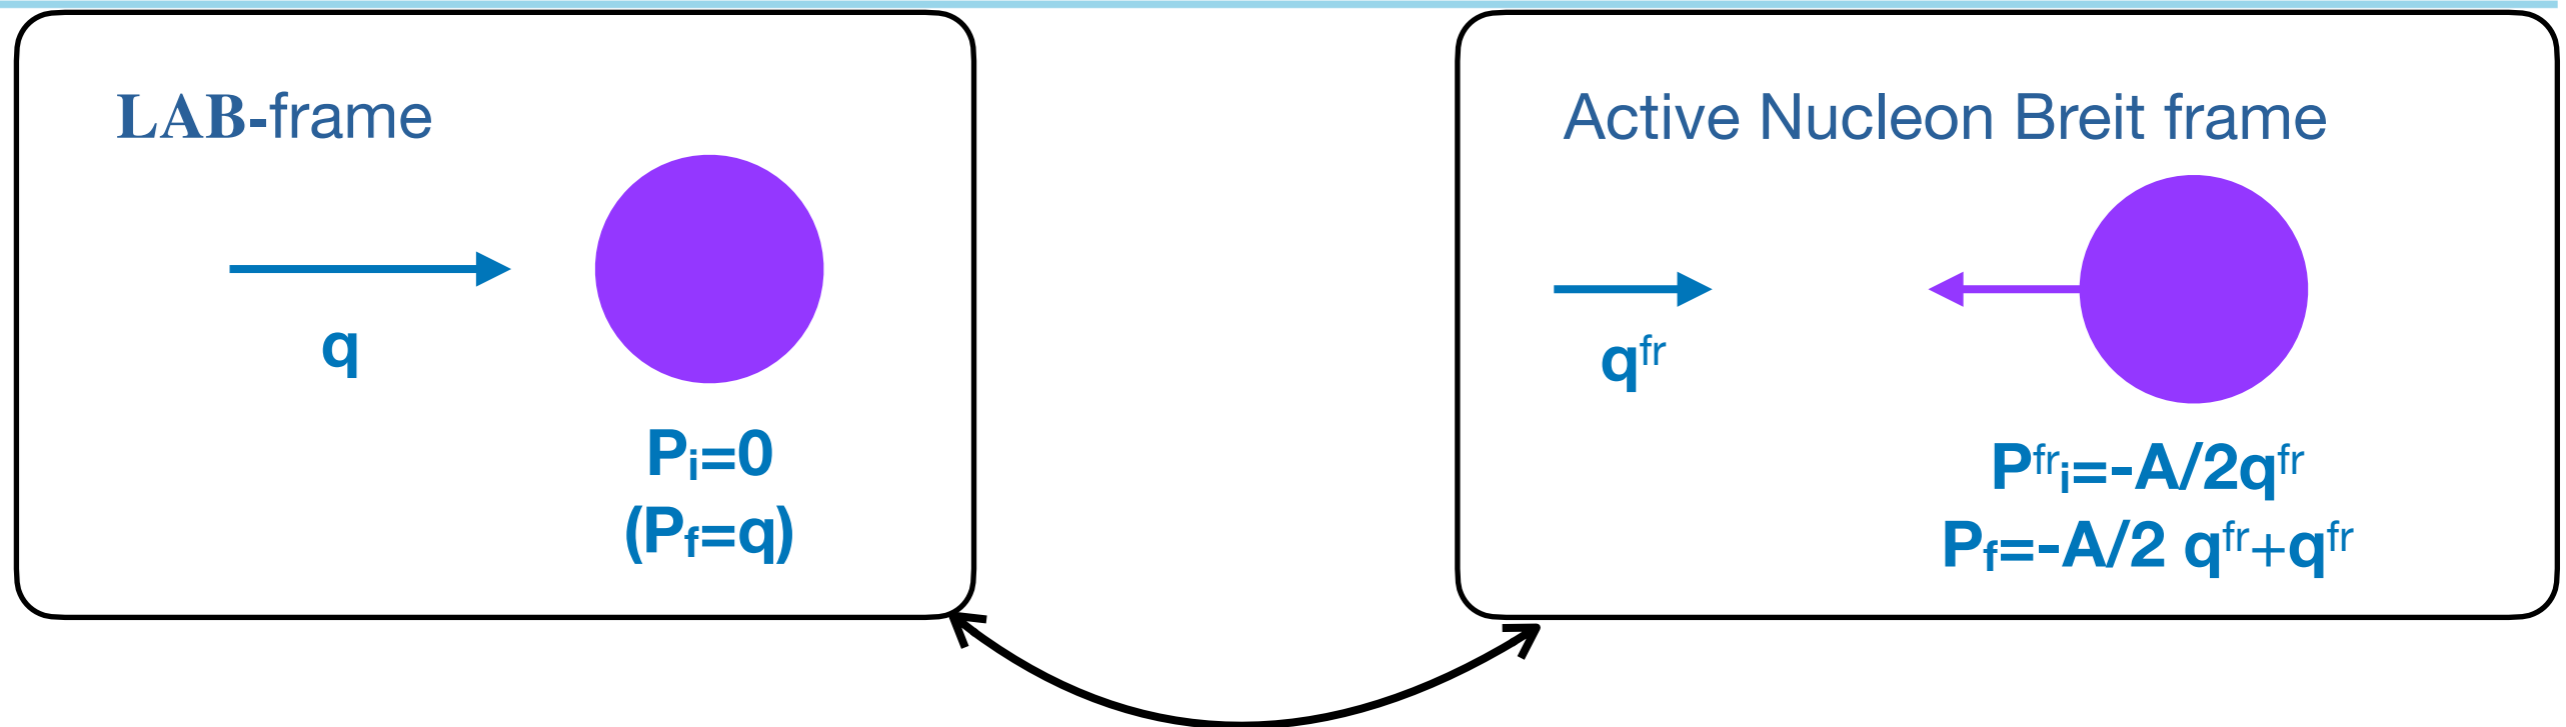 LAB-frame
q
Pi=0
(Pf=q)
Active Nucleon Breit frame
qfr
Pfri=-A/2qfr
Pf=-A/2 qfr+qfr